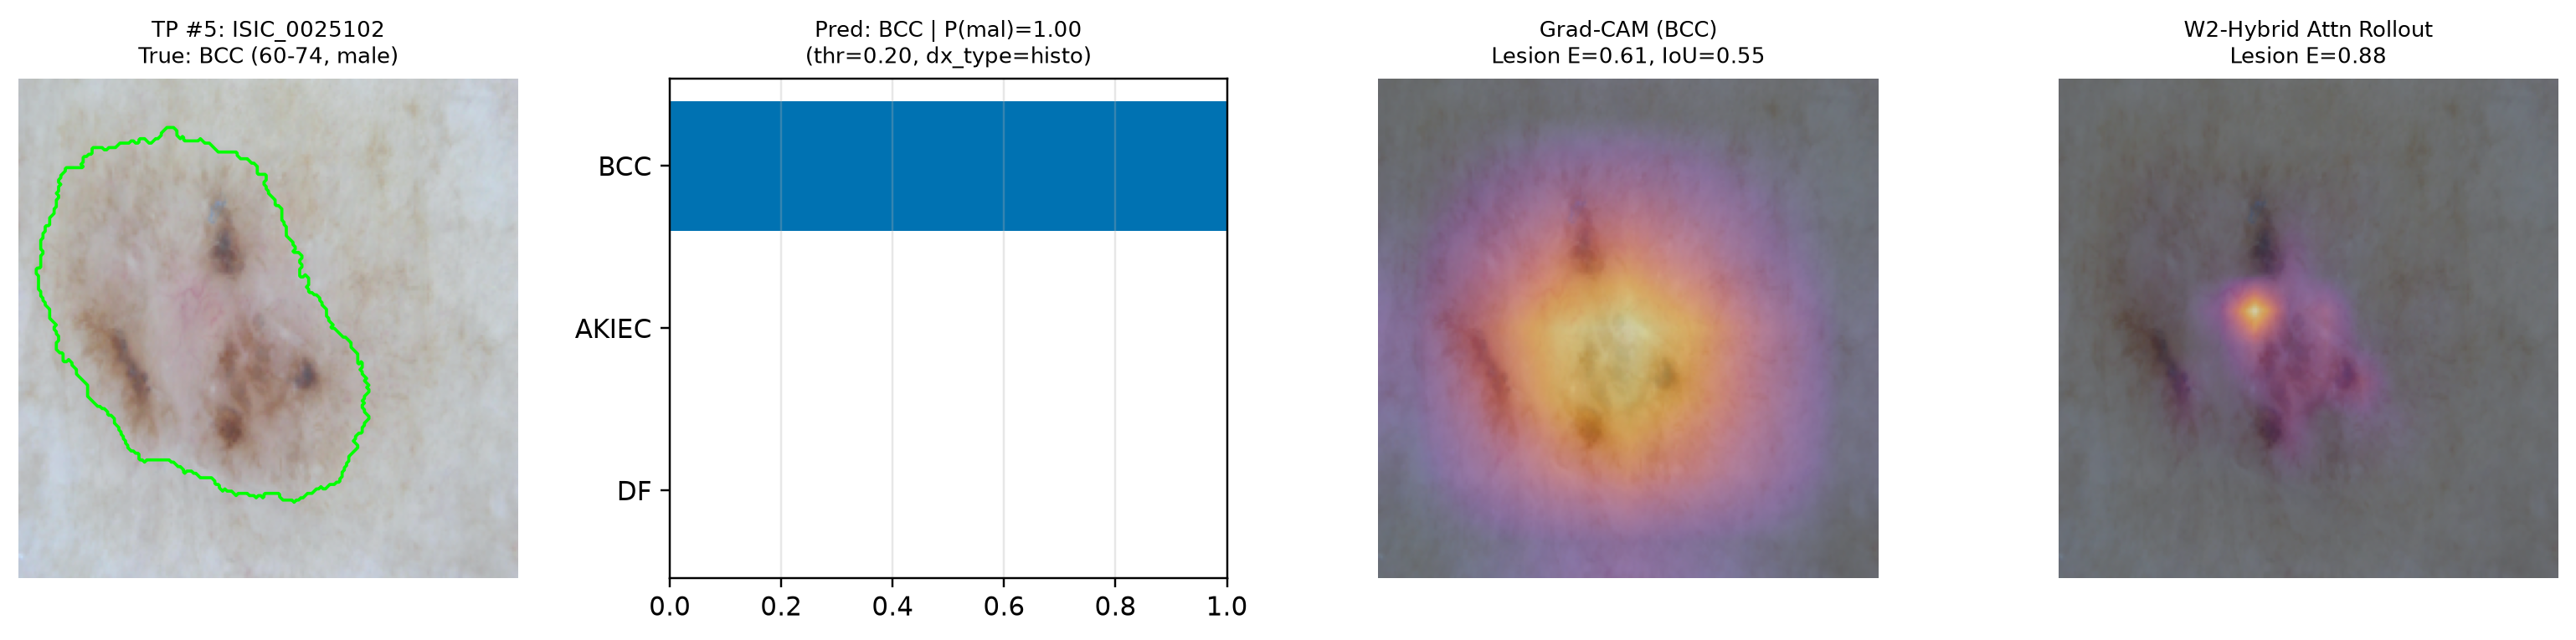 TP #5: ISIC_0025102
True: BCC (60-74, male)
Pred: BCC | P(mal)=1.00
(thr=0.20, dx_type=histo)
BCC
AKIEC
DF
0.0 0.2 0.4 0.6 0.8 1.0
Grad-CAM (BCC)
Lesion E=0.61, IoU=0.55
W2-Hybrid Attn Rollout
Lesion E=0.88